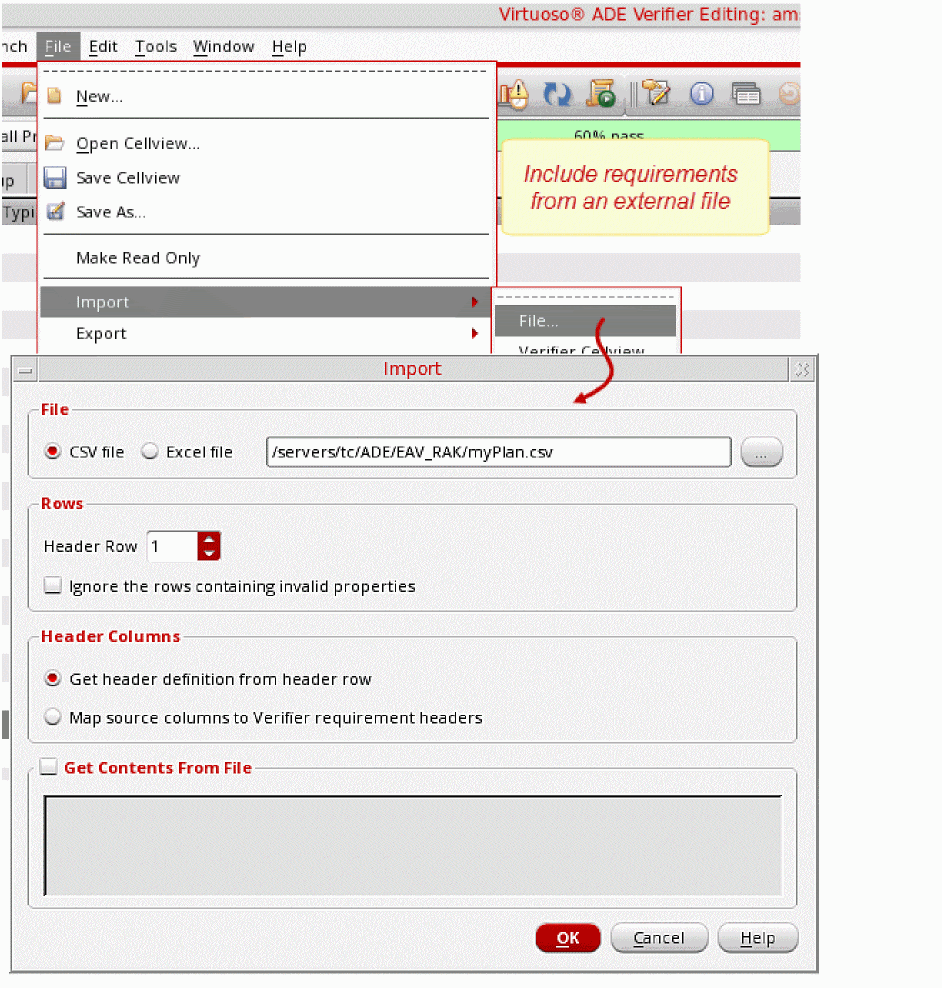 Virtuoso® ADE Verifier Editing: am
nch File Edit Tools Window Help
New...
all Pr
60% pass
Open Cellview...
up
Save Cellview
Include requirements
from an external file
Typi
Save As...
Make Read Only
Import
File...
Export
Verifier Cellview
Import
File
CSV file Excel file /servers/tc/ADE/EAV_RAK/myPlan.csv ...
Rows
Header Row 1
Ignore the rows containing invalid properties
Header Columns
Get header definition from header row
Map source columns to Verifier requirement headers
Get Contents From File
OK Cancel Help